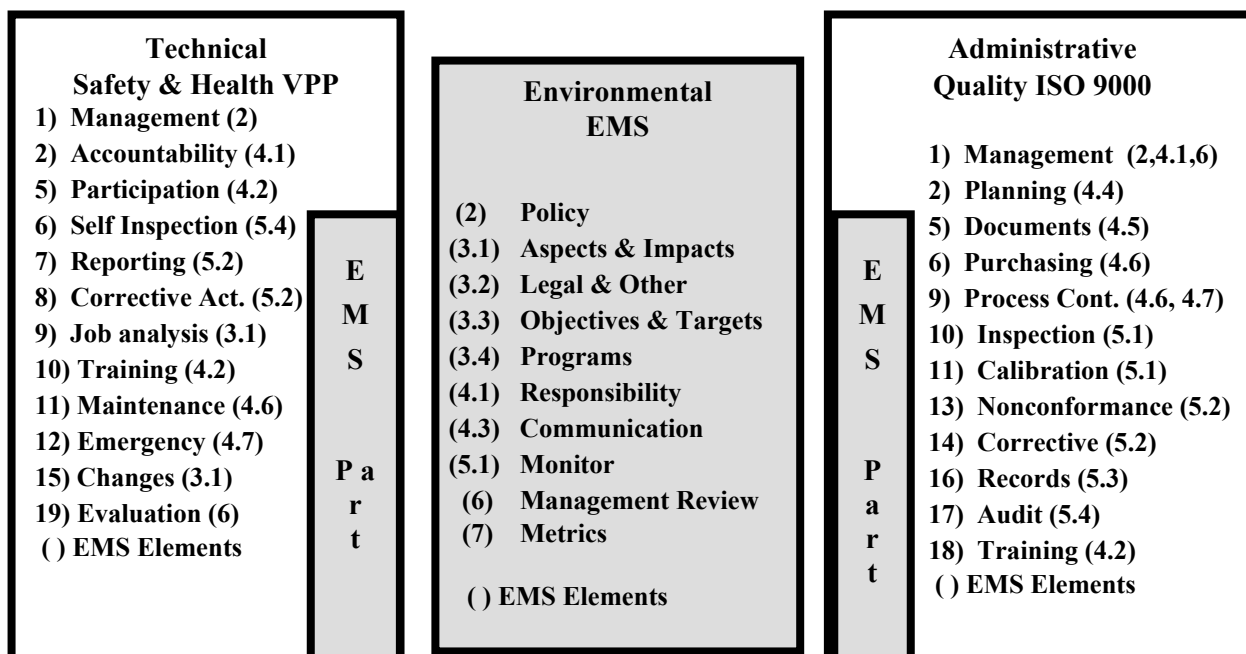 Technical
Safety & Health VPP
1) Management (2)
2) Accountability (4.1)
5) Participation (4.2)
6) Self Inspection (5.4)
7) Reporting (5.2)
8) Corrective Act. (5.2)
9) Job analysis (3.1)
10) Training (4.2)
11) Maintenance (4.6)
12) Emergency (4.7)
15) Changes (3.1)
19) Evaluation (6)
( ) EMS Elements
E
M
S
P a
r
t
Environmental
EMS
(2) Policy
(3.1) Aspects & Impacts
(3.2) Legal & Other
(3.3) Objectives & Targets
(3.4) Programs
(4.1) Responsibility
(4.3) Communication
(5.1) Monitor
(6) Management Review
(7) Metrics
( ) EMS Elements
E
M
S
P
a
r
t
Administrative
Quality ISO 9000
1) Management (2,4.1,6)
2) Planning (4.4)
5) Documents (4.5)
6) Purchasing (4.6)
9) Process Cont. (4.6, 4.7)
10) Inspection (5.1)
11) Calibration (5.1)
13) Nonconformance (5.2)
14) Corrective (5.2)
16) Records (5.3)
17) Audit (5.4)
18) Training (4.2)
( ) EMS Elements